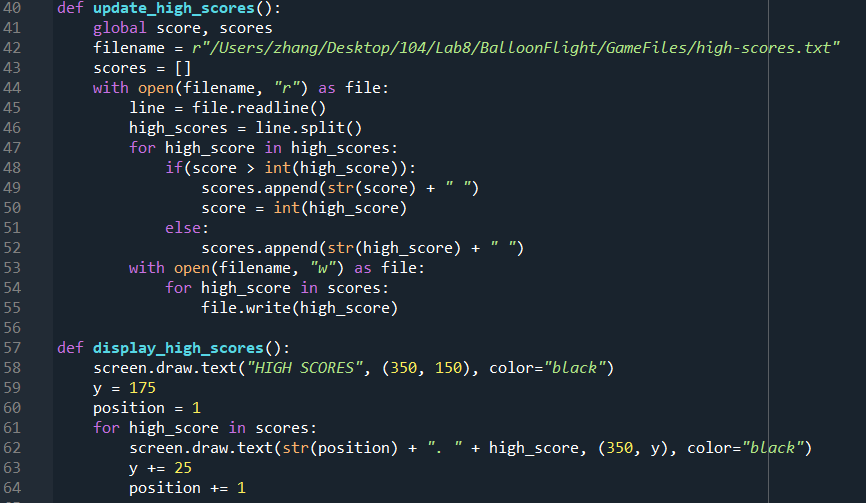 40 def update_high_scores():
41     global score, scores
42     filename = r"/Users/zhang/Desktop/104/Lab8/BalloonFlight/GameFiles/high-scores.txt"
43     scores = []
44     with open(filename, "r") as file:
45         line = file.readline()
46         high_scores = line.split()
47         for high_score in high_scores:
48             if(score > int(high_score)):
49                 scores.append(str(score) + " ")
50                 score = int(high_score)
51             else:
52                 scores.append(str(high_score) + " ")
53         with open(filename, "w") as file:
54             for high_score in scores:
55                 file.write(high_score)
56
57 def display_high_scores():
58     screen.draw.text("HIGH SCORES", (350, 150), color="black")
59     y = 175
60     position = 1
61     for high_score in scores:
62         screen.draw.text(str(position) + ". " + high_score, (350, y), color="black")
63         y += 25
64         position += 1